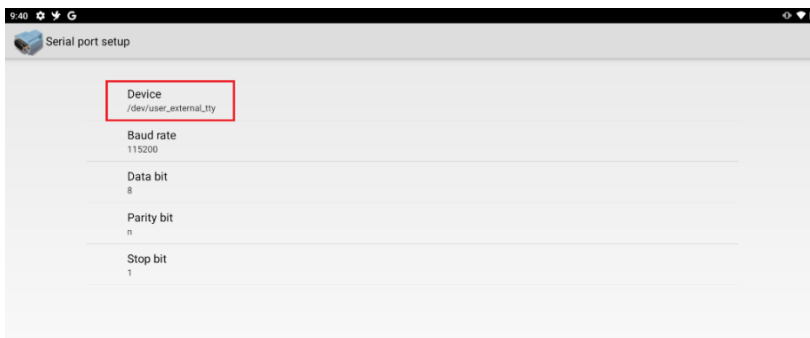 9:40 G
Serial port setup
Device
/dev/user_external_tty
Baud rate
115200
Data bit
8
Parity bit
n
Stop bit
1